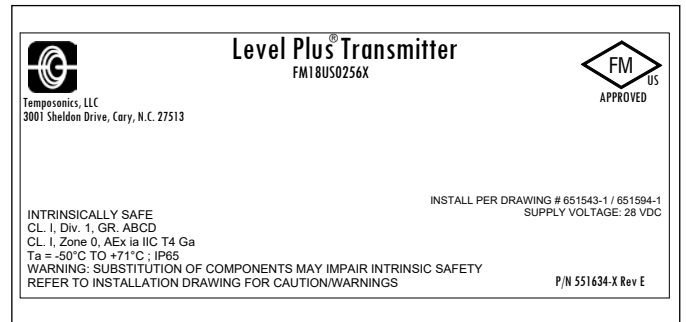 Level Plus® Transmitter
FM18US0256X
FM
US
APPROVED
Temposonics, LLC
3001 Sheldon Drive, Cary, N.C. 27513
INSTALL PER DRAWING # 651543-1 / 651594-1
SUPPLY VOLTAGE: 28 VDC
INTRINSICALLY SAFE
CL. I, Div. 1, GR. ABCD
CL. I, Zone 0, AEx ia IIC T4 Ga
Ta = -50°C TO +71°C ; IP65
WARNING: SUBSTITUTION OF COMPONENTS MAY IMPAIR INTRINSIC SAFETY
REFER TO INSTALLATION DRAWING FOR CAUTION/WARNINGS
P/N 551634-X Rev E